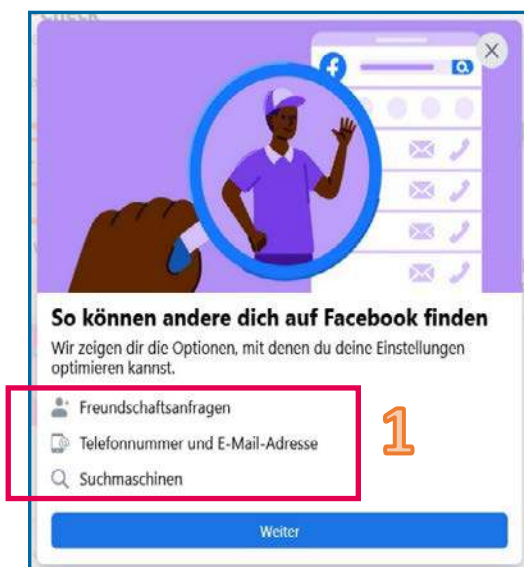 So können andere dich auf Facebook finden
Wir zeigen dir die Optionen, mit denen du deine Einstellungen
optimieren kannst.
Freundschaftsanfragen
Telefonnummer und E-Mail-Adresse
Suchmaschinen
1
Weiter